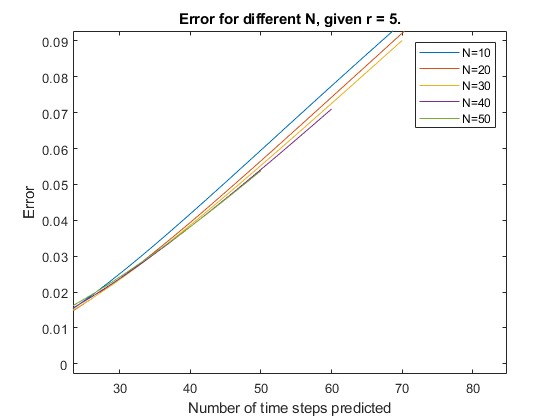 Error for different N, given r = 5.
N=10
N=20
N=30
N=40
N=50
0.09
0.08
0.07
0.06
0.05
0.04
0.03
0.02
0.01
0
Error
30 40 50 60 70 80
Number of time steps predicted